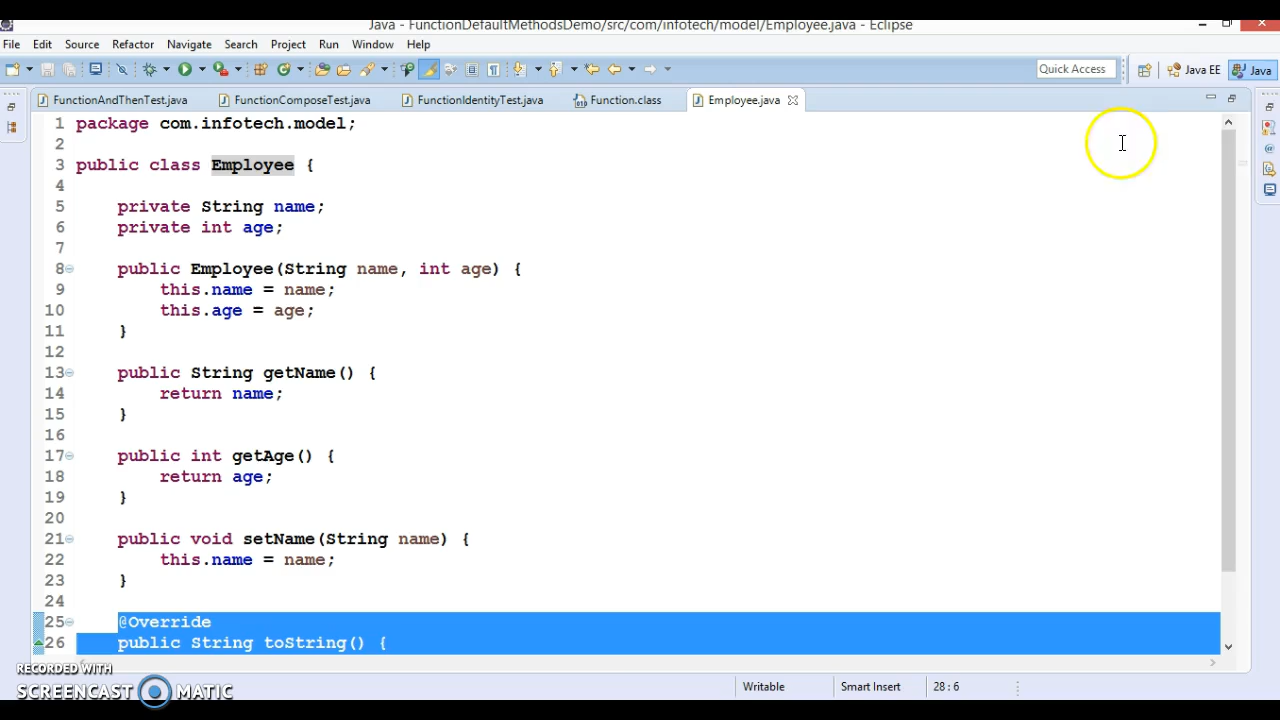 Java - FunctionDefaultMethodsDemo/src/com/infotech/model/Employee.java - Eclipse
File Edit Source Refactor Navigate Search Project Run Window Help
Quick Access Java EE Java
FunctionAndThenTest.java FunctionComposeTest.java FunctionIdentityTest.java Function.class Employee.java
1 package com.infotech.model;
2
3 public class Employee {
4
5 private String name;
6 private int age;
7
8 public Employee(String name, int age) {
9 this.name = name;
10 this.age = age;
11 }
12
13 public String getName() {
14 return name;
15 }
16
17 public int getAge() {
18 return age;
19 }
20
21 public void setName(String name) {
22 this.name = name;
23 }
24
25 @Override
26 public String toString() {
RECORDED WITH
SCREENCAST MATIC
Writable Smart Insert 28 : 6